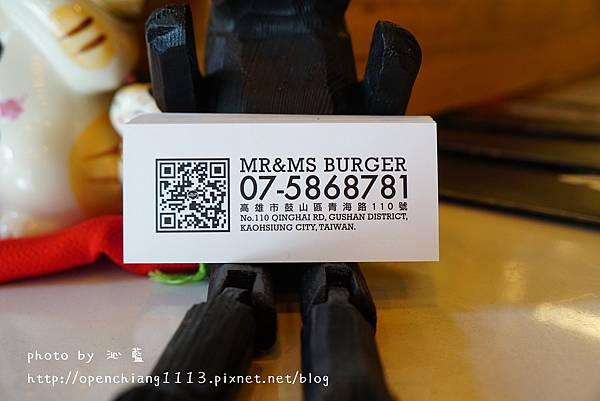 MR&MS BURGER
07-5868781
高雄市鼓山區青海路110號
No.110 QINGHAI RD, GUSHAN DISTRICT,
KAOHSIUNG CITY, TAIWAN.
photo by 沁藍
http://openchiang1113.pixnet.net/blog